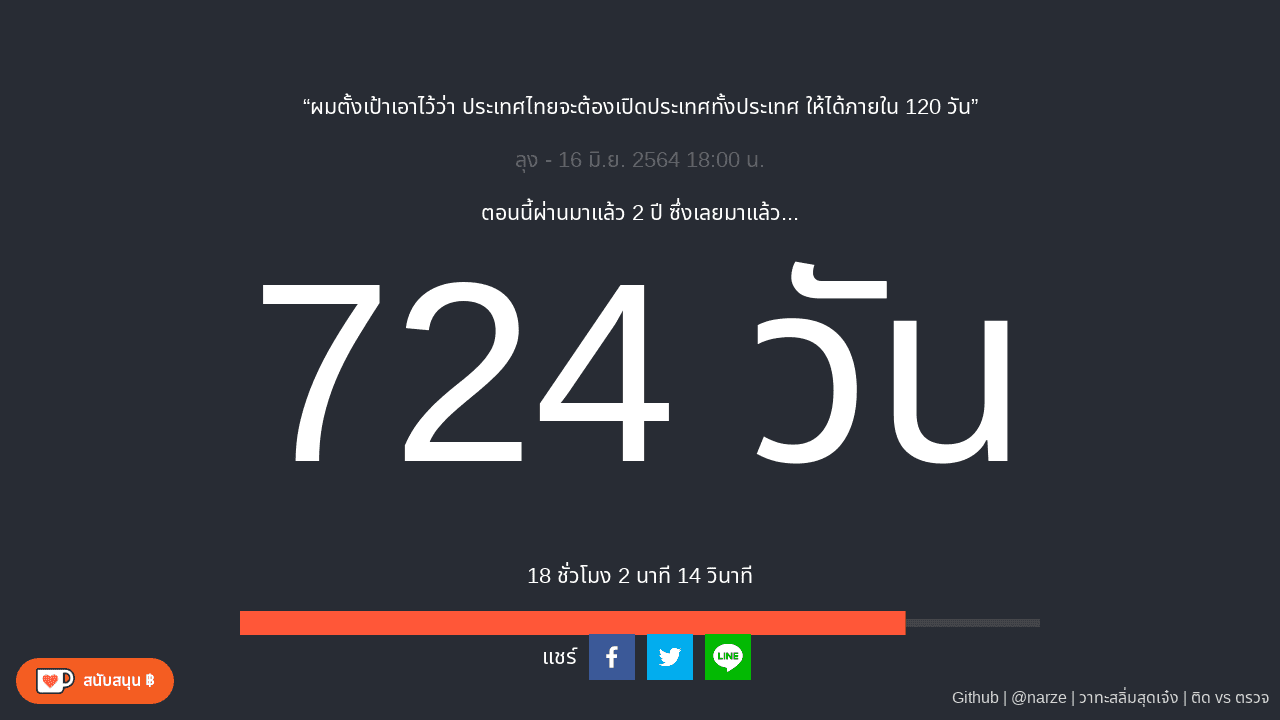 “ผมตั้งเป้าเอาไว้ว่า ประเทศไทยจะต้องเปิดประเทศทั้งประเทศ ให้ได้ภายใน 120 วัน”
ลุง - 16 มิ.ย. 2564 18:00 น.
ตอนนี้ผ่านมาแล้ว 2 ปี ซึ่งเลยมาแล้ว...
724 วัน
18 ชั่วโมง 2 นาที 14 วินาที
แชร์
LINE
สนับสนุน ฿
Github | @narze | วาทะสลิ่มสุดเจ๋ง | ติด vs ตรวจ